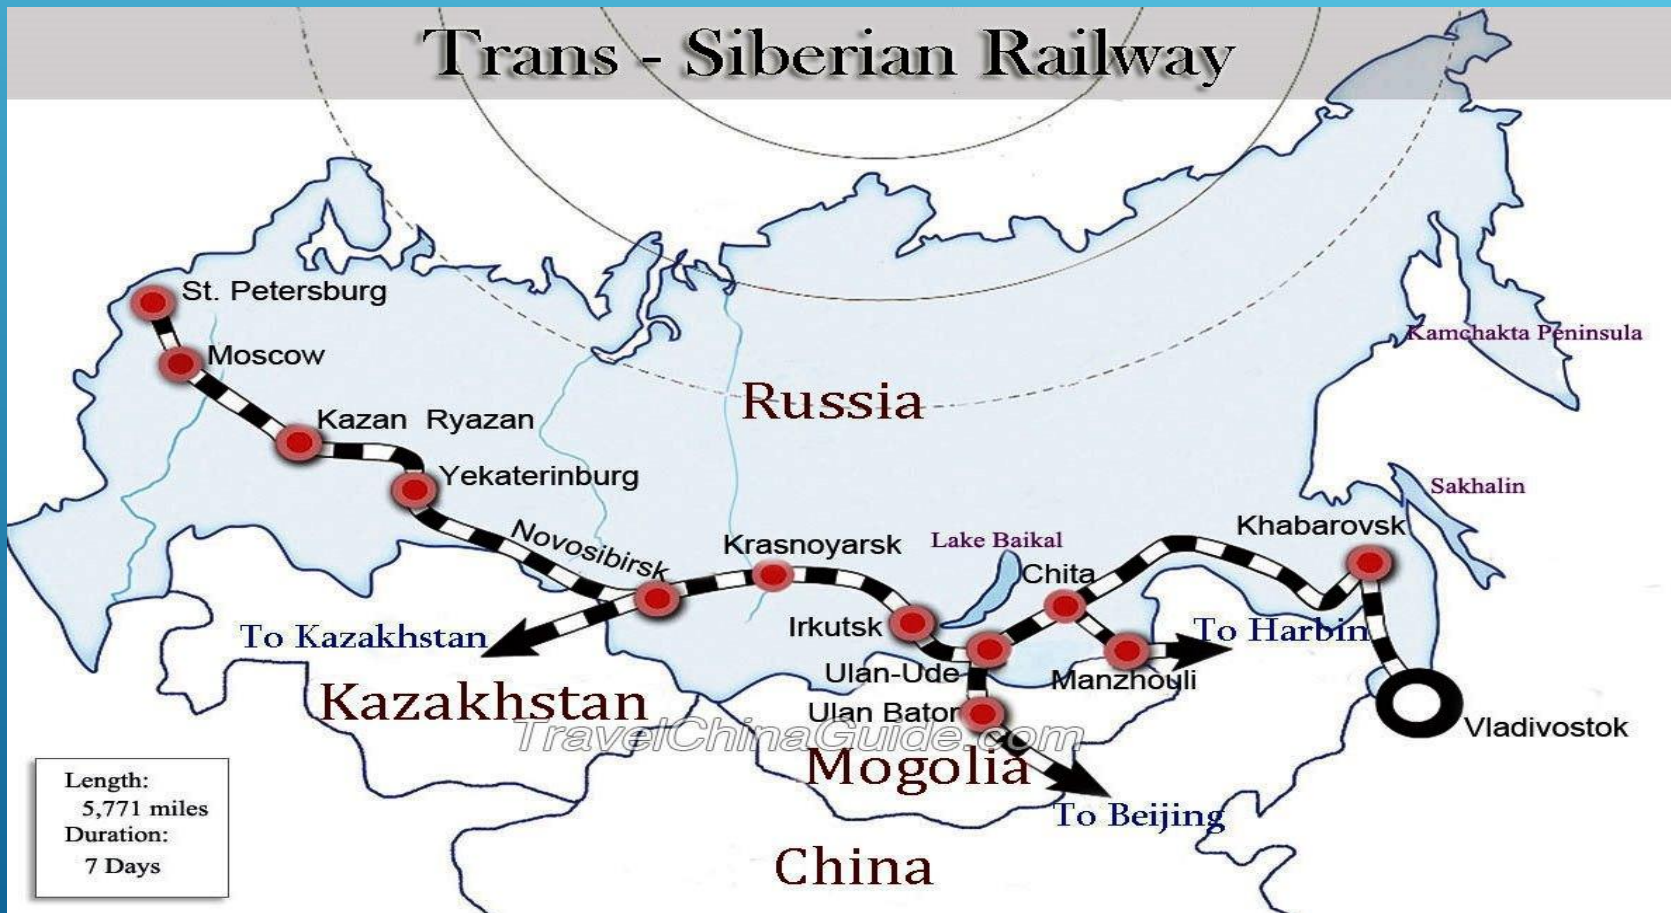 Trans - Siberian Railway
St. Petersburg
Moscow
Kazan Ryazan
Yekaterinburg
Novosibirsk
Krasnoyarsk
Lake Baikal
Chita
Irkutsk
Ulan-Ude
Ulan Bator
Manzhouli
Khabarovsk
Vladivostok
Russia
Kamchakta Peninsula
Sakhalin
To Kazakhstan
To Harbin
To Beijing
Kazakhstan
TravelChinaGuide.com
Mogolia
China
Length:
5,771 miles
Duration:
7 Days